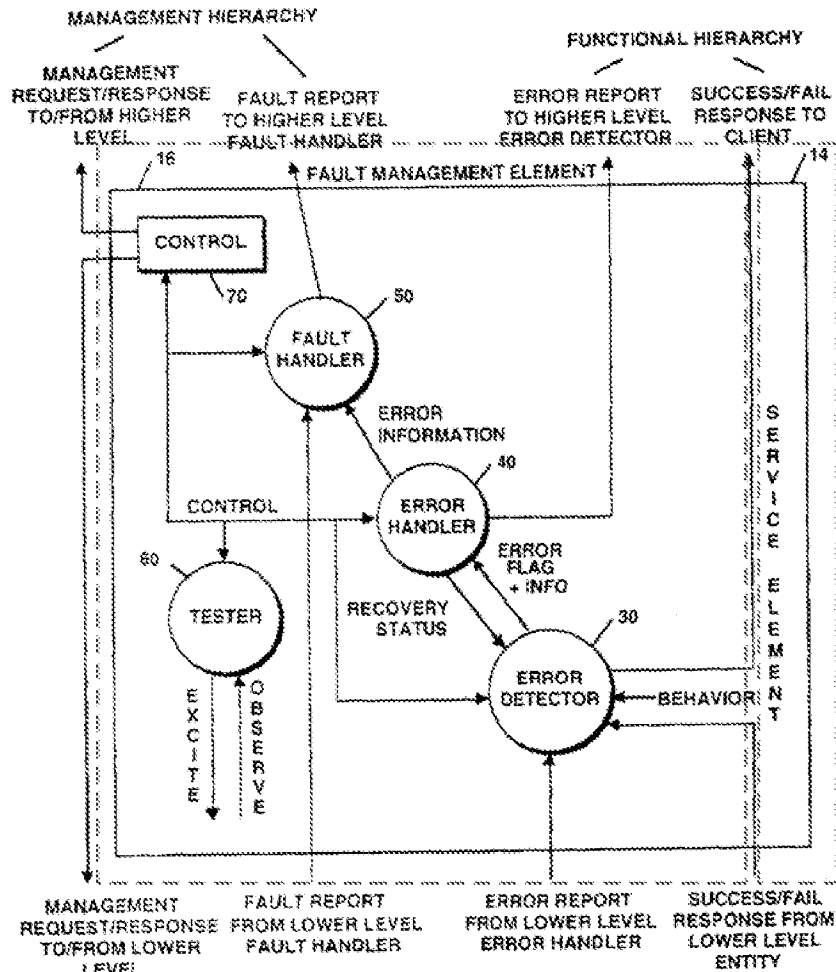 MANAGEMENT HIERARCHY
FUNCTIONAL HIERARCHY
MANAGEMENT
REQUEST/RESPONSE
TO/FROM HIGHER
LEVEL
FAULT REPORT
TO HIGHER LEVEL
FAULT HANDLER
ERROR REPORT
TO HIGHER LEVEL
ERROR DETECTOR
SUCCESS/FAIL
RESPONSE TO
CLIENT
16
FAULT MANAGEMENT ELEMENT
14
CONTROL
70
50
FAULT
HANDLER
ERROR
INFORMATION
40
ERROR
HANDLER
CONTROL
ERROR
FLAG
+ INFO
60
TESTER
RECOVERY
STATUS
30
ERROR
DETECTOR
BEHAVIOR
SERVICE ELEMENT
EXCITE
OBSERVE
MANAGEMENT
REQUEST/RESPONSE
TO/FROM LOWER
LEVEL
FAULT REPORT
FROM LOWER LEVEL
FAULT HANDLER
ERROR REPORT
FROM LOWER LEVEL
ERROR HANDLER
SUCCESS/FAIL
RESPONSE FROM
LOWER LEVEL
ENTITY